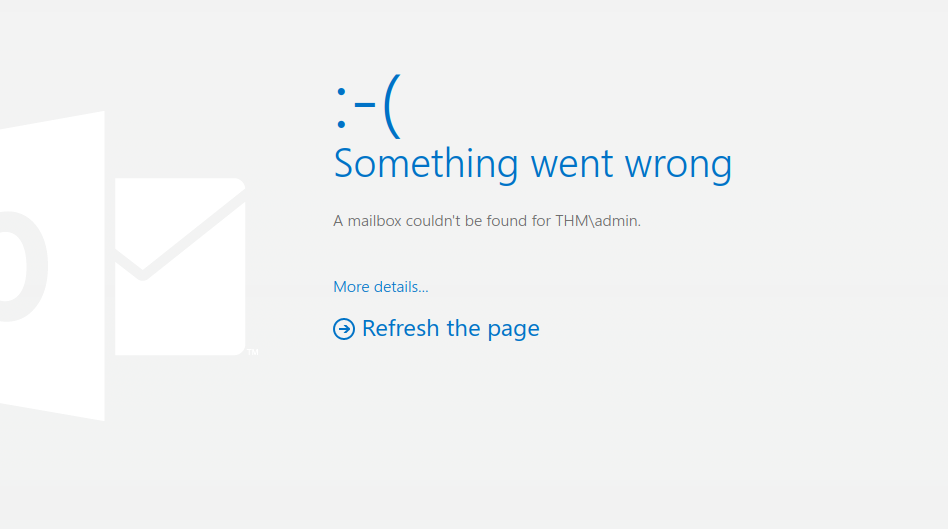 :-(
Something went wrong
A mailbox couldn't be found for THM\admin.
More details...
Refresh the page
TM